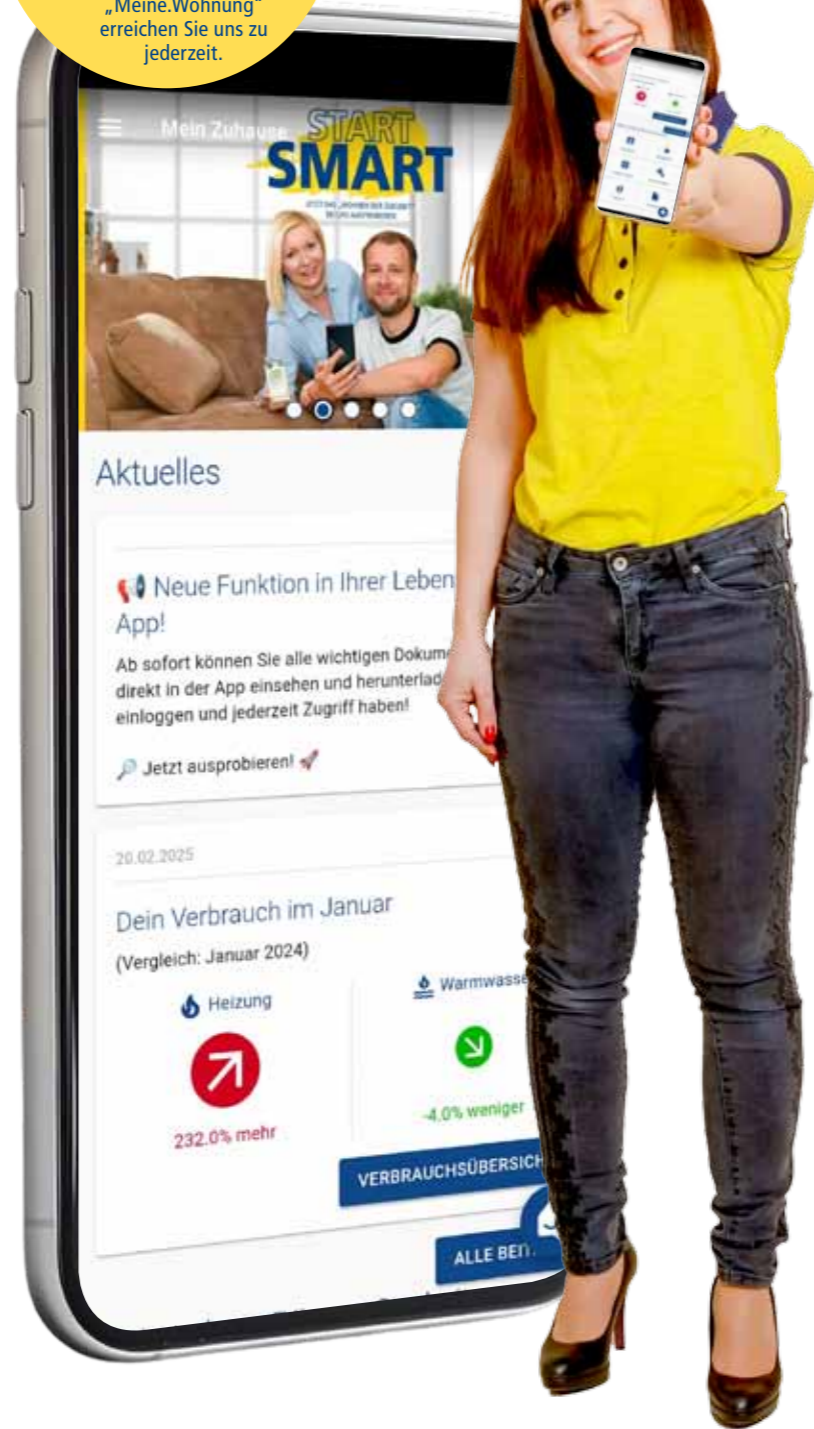 „Meine.Wohnung“
erreichen Sie uns zu
jederzeit.
Mein Zuhause
START
SMART
Aktuelles
Neue Funktion in Ihrer Leben
App!
Ab sofort können Sie alle wichtigen Dokume
direkt in der App einsehen und herunterlad
einloggen und jederzeit Zugriff haben!
Jetzt ausprobieren!
20.02.2025
Dein Verbrauch im Januar
(Vergleich: Januar 2024)
Heizung
Warmwasse
232.0% mehr
-4.0% weniger
VERBRAUCHSÜBERSICH
ALLE BEIT